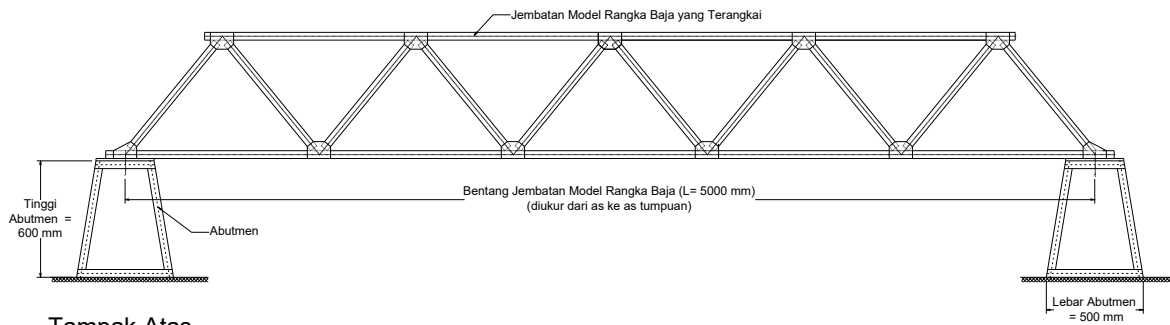 Jembatan Model Rangka Baja yang Terangkai
Bentang Jembatan Model Rangka Baja (L= 5000 mm)
(diukur dari as ke as tumpuan)
Tinggi
Abutmen =
600 mm
Abutmen
Lebar Abutmen
= 500 mm
Tampak Atas